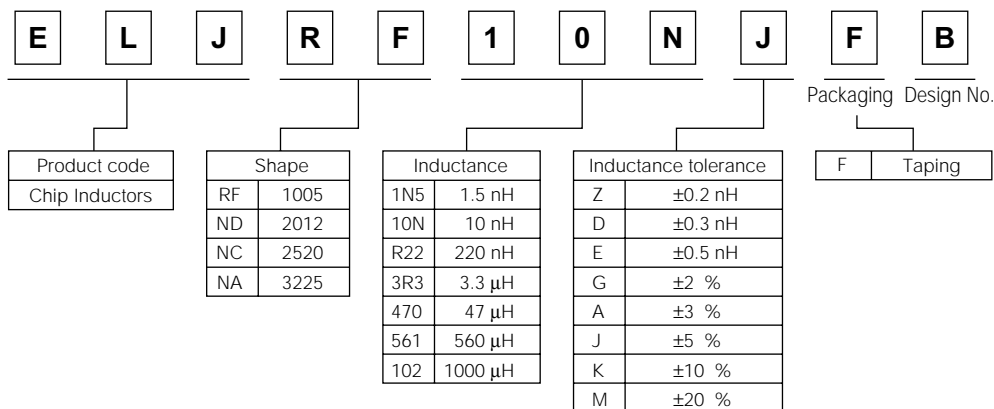 E L J R F 1 0 N J F B
Packaging Design No.
Product code
Chip Inductors
Shape
RF 1005
ND 2012
NC 2520
NA 3225
Inductance
1N5 1.5 nH
10N 10 nH
R22 220 nH
3R3 3.3 μH
470 47 μH
561 560 μH
102 1000 μH
Inductance tolerance
Z ±0.2 nH
D ±0.3 nH
E ±0.5 nH
G ±2 %
A ±3 %
J ±5 %
K ±10 %
M ±20 %
F Taping